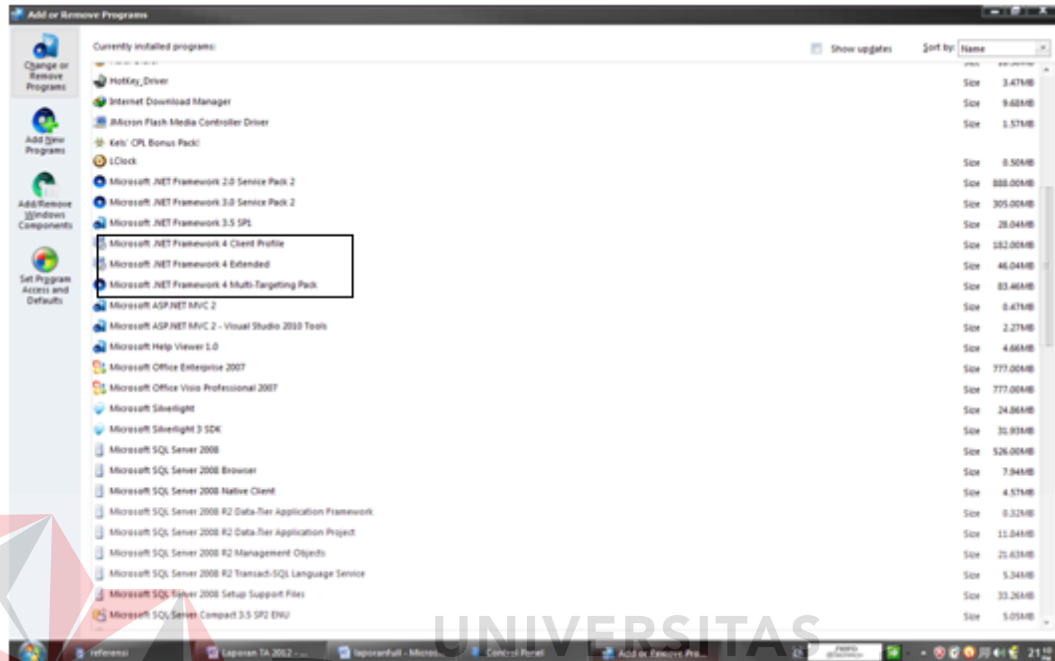 Add or Remove Programs
Change or
Remove
Programs
Currently installed programs:
Show updates
Sort by: Name
HotKey_Driver Size 3.47MB
Internet Download Manager Size 9.68MB
JMicron Flash Media Controller Driver Size 1.57MB
Kels' CPL Bonus Pack!
LClock Size 0.50MB
Add New
Programs
Microsoft .NET Framework 2.0 Service Pack 2 Size 888.00MB
Microsoft .NET Framework 3.0 Service Pack 2 Size 305.00MB
Add/Remove
Windows
Components
Microsoft .NET Framework 3.5 SP1 Size 28.04MB
Microsoft .NET Framework 4 Client Profile Size 182.00MB
Microsoft .NET Framework 4 Extended Size 46.04MB
Microsoft .NET Framework 4 Multi-Targeting Pack Size 83.46MB
Set Program
Access and
Defaults
Microsoft ASP.NET MVC 2 Size 0.47MB
Microsoft ASP.NET MVC 2 - Visual Studio 2010 Tools Size 2.27MB
Microsoft Help Viewer 1.0 Size 4.66MB
Microsoft Office Enterprise 2007 Size 777.00MB
Microsoft Office Visio Professional 2007 Size 777.00MB
Microsoft Silverlight Size 24.86MB
Microsoft Silverlight 3 SDK Size 31.93MB
Microsoft SQL Server 2008 Size 526.00MB
Microsoft SQL Server 2008 Browser Size 7.94MB
Microsoft SQL Server 2008 Native Client Size 4.57MB
Microsoft SQL Server 2008 R2 Data-Tier Application Framework Size 0.32MB
Microsoft SQL Server 2008 R2 Data-Tier Application Project Size 11.84MB
Microsoft SQL Server 2008 R2 Management Objects Size 21.63MB
Microsoft SQL Server 2008 R2 Transact-SQL Language Service Size 5.34MB
Microsoft SQL Server 2008 Setup Support Files Size 33.26MB
Microsoft SQL Server Compact 3.5 SP2 ENU Size 5.05MB
UNIVERSITAS
referensi
Laporan TA 2012 - ...
laporanfull - Micros...
Control Panel
Add or Remove Pro...